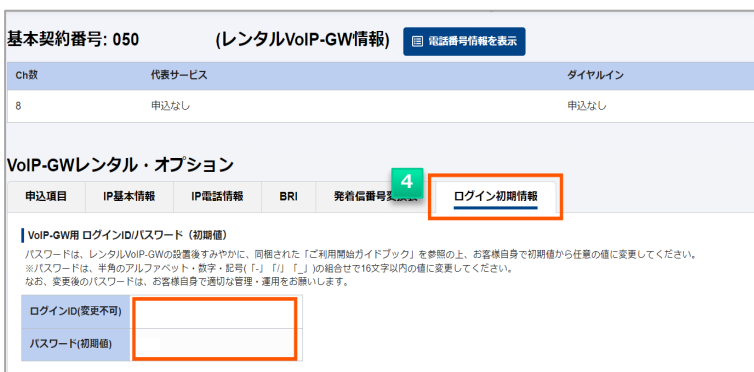 基本契約番号: 050 (レンタルVoIP-GW情報) 電話番号情報を表示
Ch数 代表サービス ダイヤルイン
8 申込なし 申込なし
VoIP-GWレンタル・オプション
4
申込項目 IP基本情報 IP電話情報 BRI 発着信番号変換表 ログイン初期情報
VoIP-GW用 ログインID/パスワード（初期値）
パスワードは、レンタルVoIP-GWの設置後すみやかに、同梱された「ご利用開始ガイドブック」を参照の上、お客様自身で初期値から任意の値に変更してください。
※パスワードは、半角のアルファベット・数字・記号(「-」「/」「_」)の組合せで16文字以内の値に変更してください。
なお、変更後のパスワードは、お客様自身で適切な管理・運用をお願いします。
ログインID(変更不可)
パスワード(初期値)